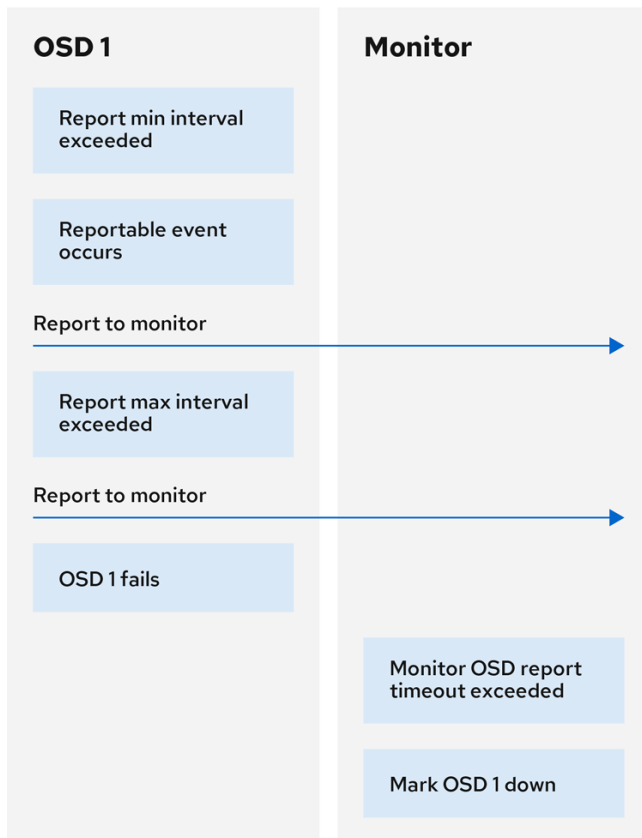 OSD 1
Monitor
Report min interval
exceeded
Reportable event
occurs
Report to monitor
Report max interval
exceeded
Report to monitor
OSD 1 fails
Monitor OSD report
timeout exceeded
Mark OSD 1 down